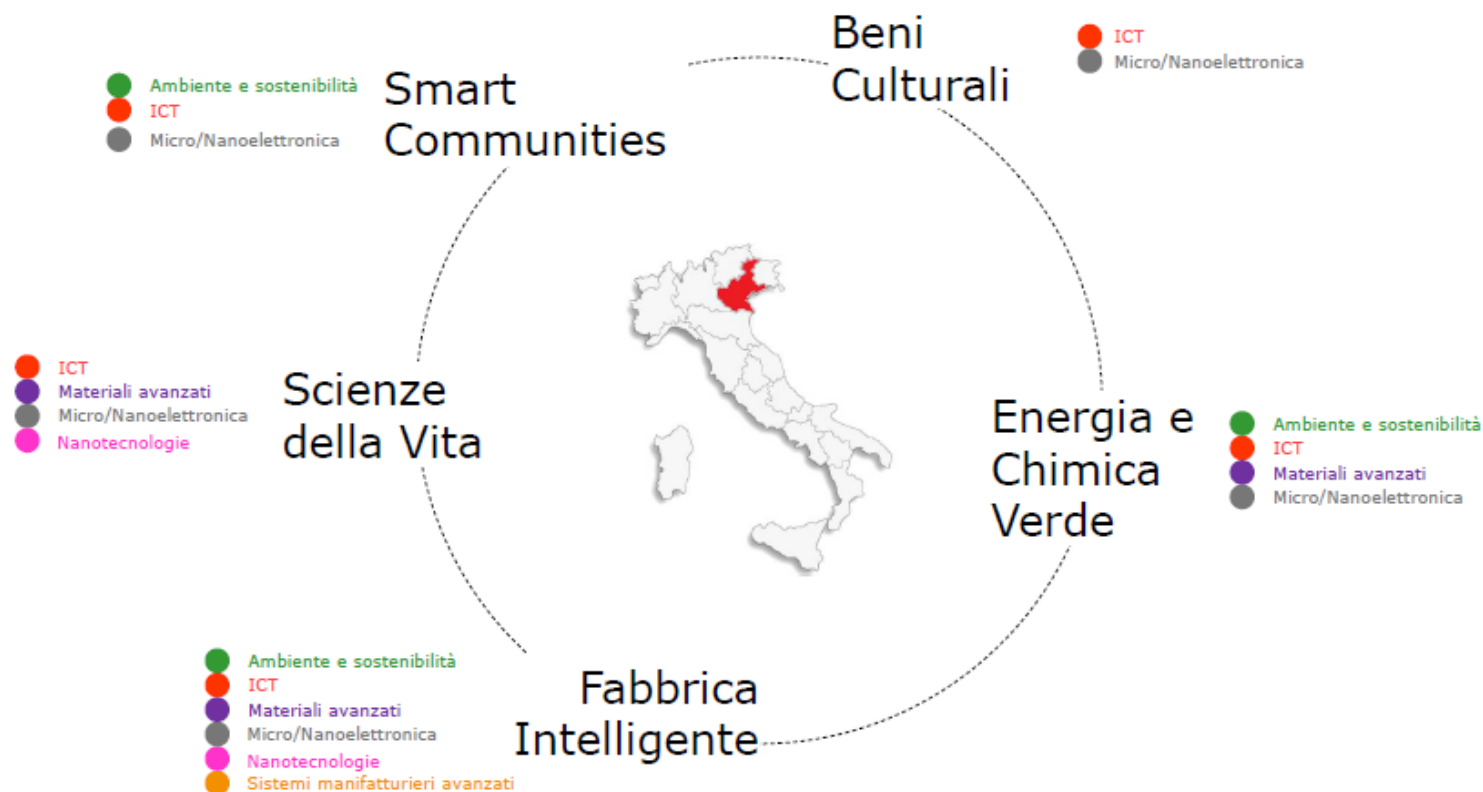 Beni
Culturali
ICT
Micro/Nanoelettronica
Smart
Communities
Ambiente e sostenibilità
ICT
Micro/Nanoelettronica
Scienze
della Vita
ICT
Materiali avanzati
Micro/Nanoelettronica
Nanotecnologie
Energia e
Chimica
Verde
Ambiente e sostenibilità
ICT
Materiali avanzati
Micro/Nanoelettronica
Fabbrica
Intelligente
Ambiente e sostenibilità
ICT
Materiali avanzati
Micro/Nanoelettronica
Nanotecnologie
Sistemi manifatturieri avanzati